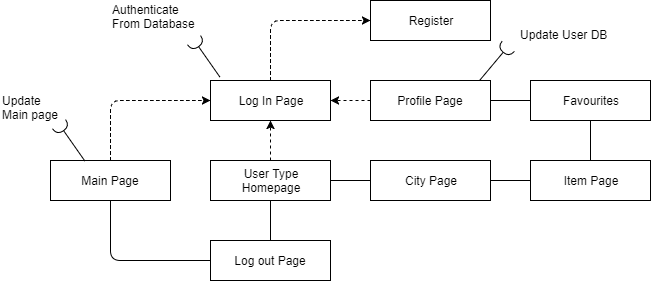 Authenticate
From Database
Register
Update User DB
Update
Main page
Log In Page
Profile Page
Favourites
Main Page
User Type
Homepage
City Page
Item Page
Log out Page